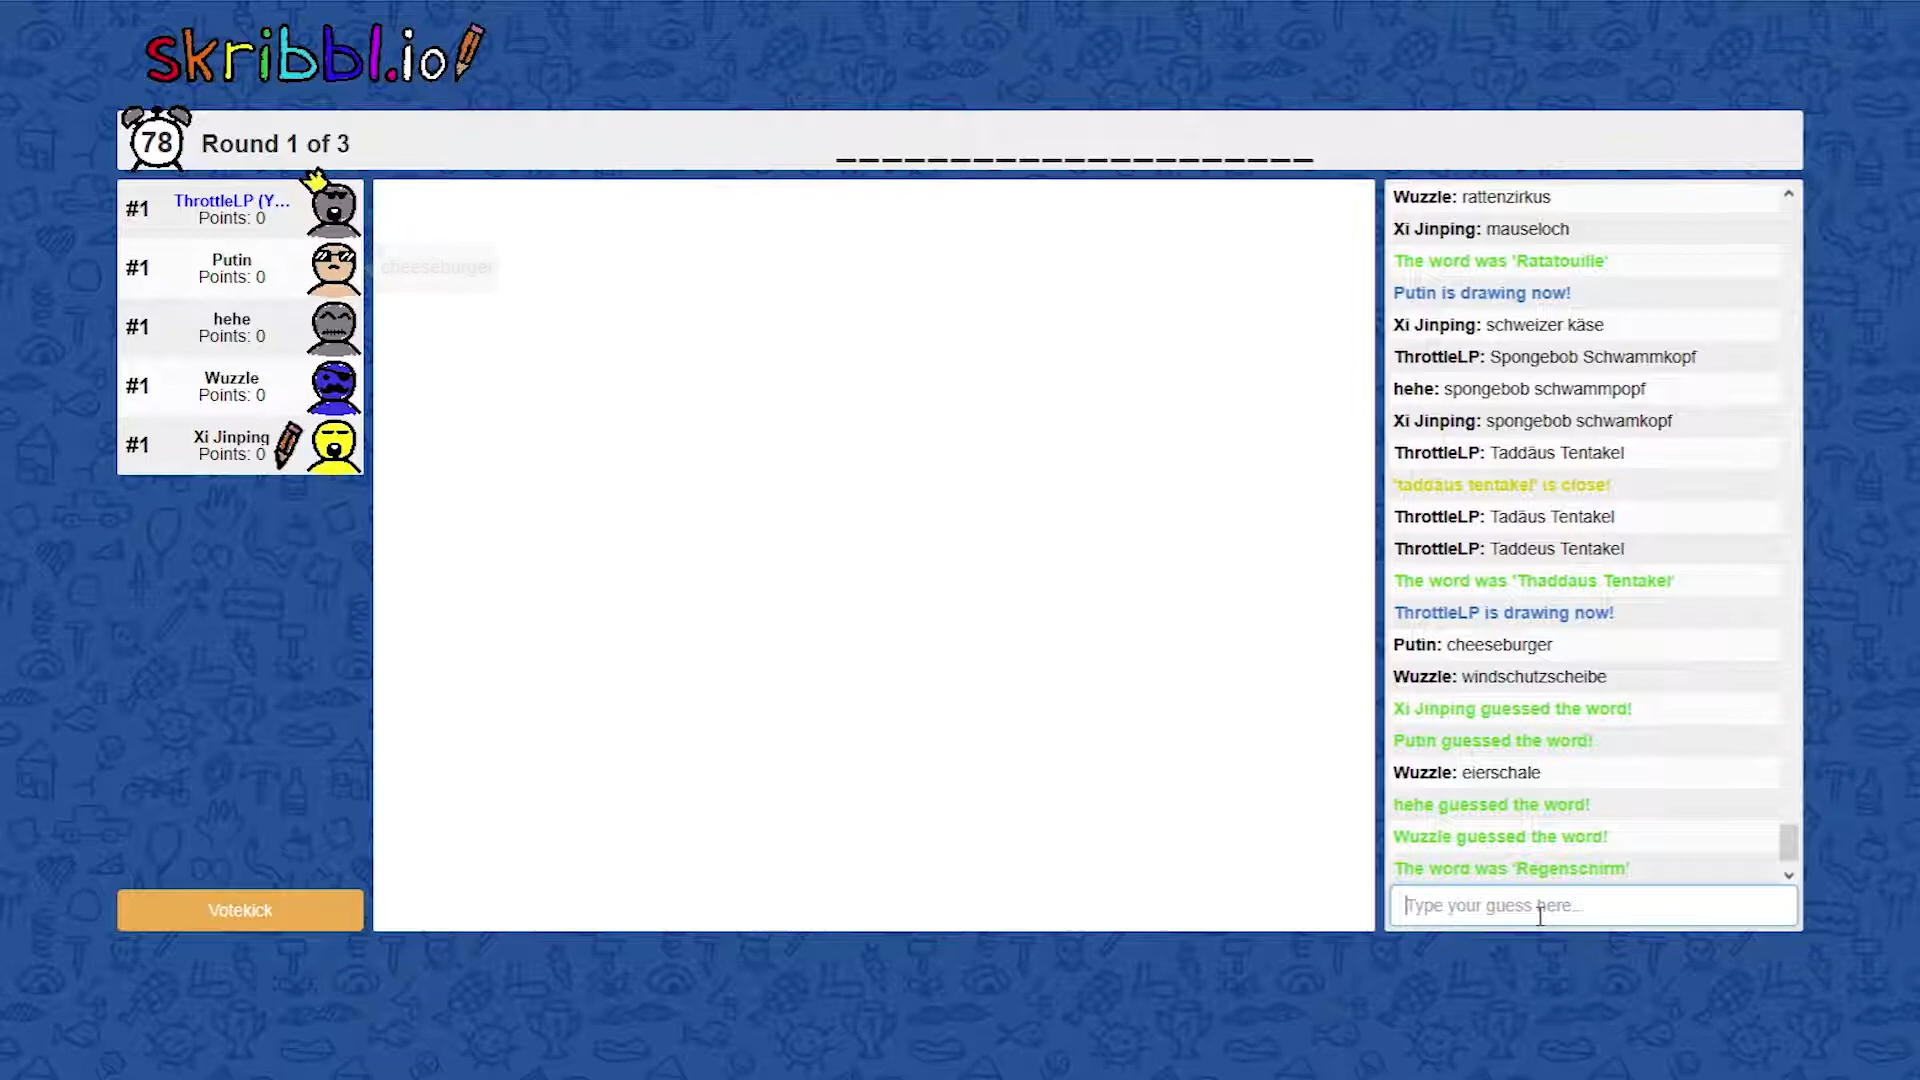 skribbl.io
78
Round 1 of 3
#1 ThrottleLP (Y...
Points: 0
#1 Putin
Points: 0
cheeseburger
#1 hehe
Points: 0
#1 Wuzzle
Points: 0
#1 Xi Jinping
Points: 0
Votekick
Wuzzle: rattenzirkus
Xi Jinping: mauseloch
The word was 'Ratatouille'
Putin is drawing now!
Xi Jinping: schweizer käse
ThrottleLP: Spongebob Schwammkopf
hehe: spongebob schwammpopf
Xi Jinping: spongebob schwamkopf
ThrottleLP: Taddäus Tentakel
'taddäus tentakel' is close!
ThrottleLP: Tadäus Tentakel
ThrottleLP: Taddeus Tentakel
The word was 'Thaddäus Tentakel'
ThrottleLP is drawing now!
Putin: cheeseburger
Wuzzle: windschutzscheibe
Xi Jinping guessed the word!
Putin guessed the word!
Wuzzle: eierschale
hehe guessed the word!
Wuzzle guessed the word!
The word was 'Regenschirm'
Type your guess here...